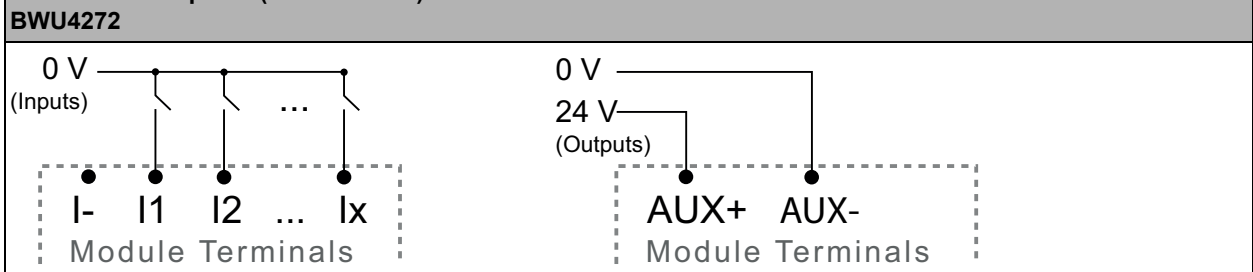 BWU4272
0 V
(Inputs)
...
I- I1 I2 ... Ix
Module Terminals
0 V
24 V
(Outputs)
AUX+ AUX-
Module Terminals